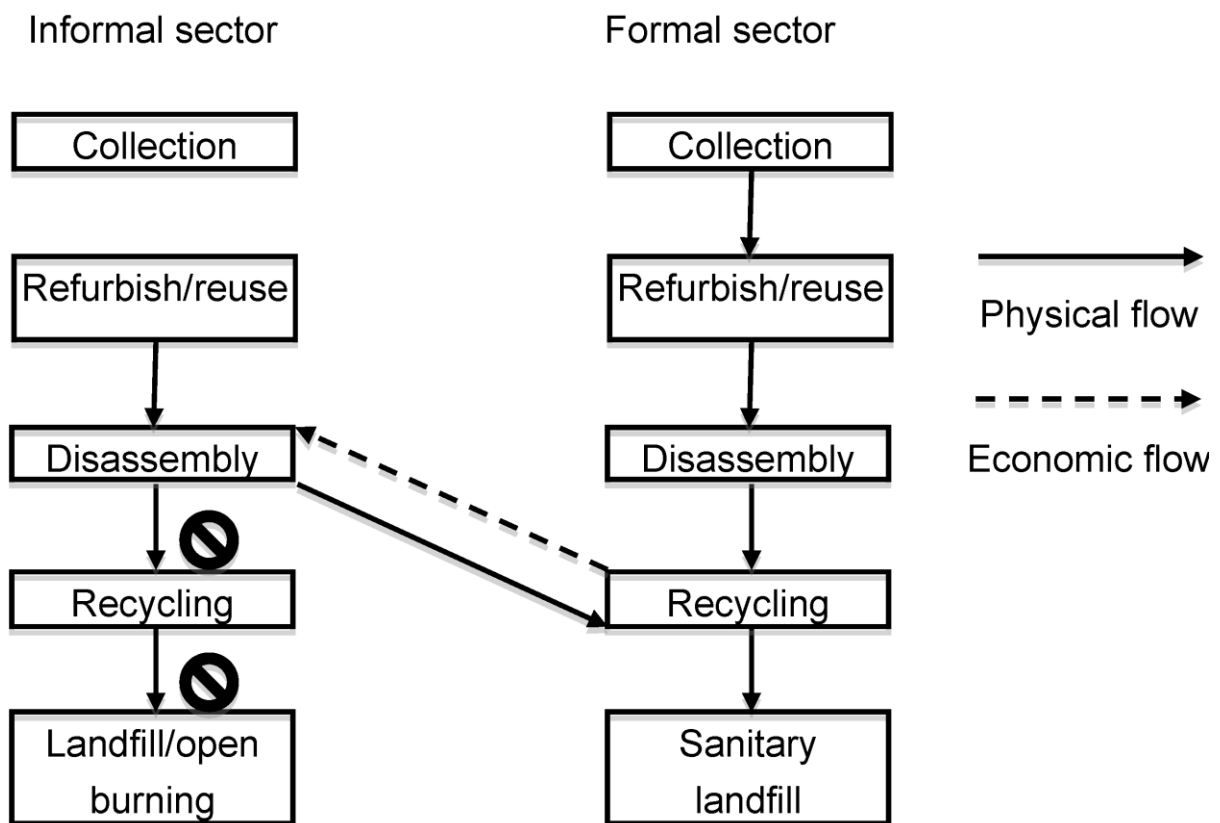 Informal sector
Formal sector
Collection
Collection
Refurbish/reuse
Refurbish/reuse
Physical flow
Disassembly
Disassembly
Economic flow
Recycling
Recycling
Landfill/open
burning
Sanitary
landfill